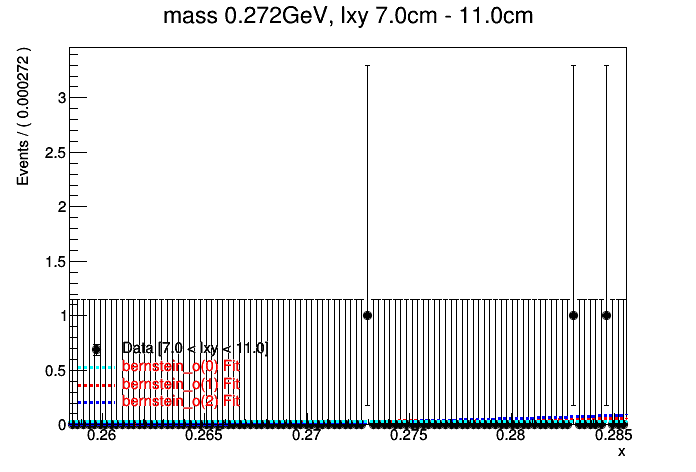 mass 0.272GeV, lxy 7.0cm - 11.0cm
Events / ( 0.000272 )
3
2.5
2
1.5
1
0.5
0
Data [7.0 < lxy < 11.0]
bernstein_o(0) Fit
bernstein_o(1) Fit
bernstein_o(2) Fit
0.26 0.265 0.27 0.275 0.28 0.285
x